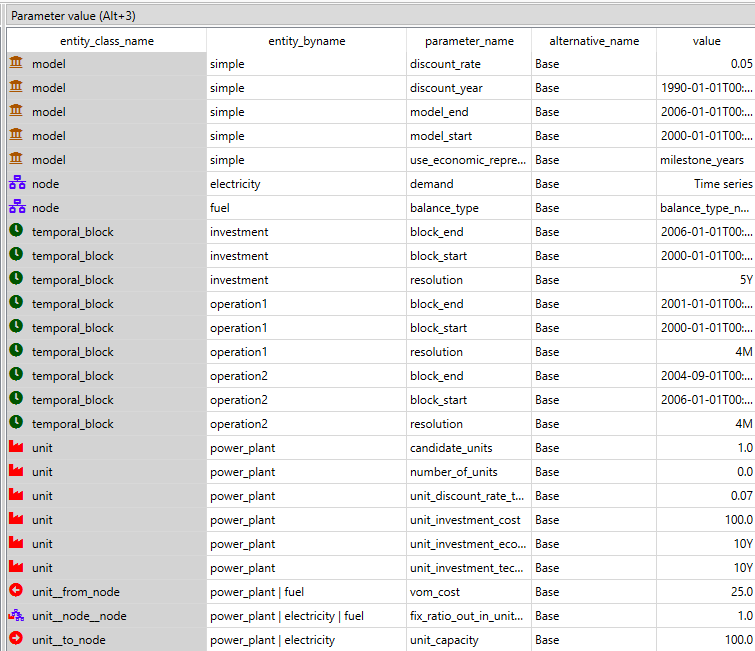 Parameter value (Alt+3)
entity_class_name entity_byname parameter_name alternative_name value
model simple discount_rate Base 0.05
model simple discount_year Base 1990-01-01T00:...
model simple model_end Base 2006-01-01T00:...
model simple model_start Base 2000-01-01T00:...
model simple use_economic_repre... Base milestone_years
node electricity demand Base Time series
node fuel balance_type Base balance_type_n...
temporal_block investment block_end Base 2006-01-01T00:...
temporal_block investment block_start Base 2000-01-01T00:...
temporal_block investment resolution Base 5Y
temporal_block operation1 block_end Base 2001-01-01T00:...
temporal_block operation1 block_start Base 2000-01-01T00:...
temporal_block operation1 resolution Base 4M
temporal_block operation2 block_end Base 2004-09-01T00:...
temporal_block operation2 block_start Base 2006-01-01T00:...
temporal_block operation2 resolution Base 4M
unit power_plant candidate_units Base 1.0
unit power_plant number_of_units Base 0.0
unit power_plant unit_discount_rate_t... Base 0.07
unit power_plant unit_investment_cost Base 100.0
unit power_plant unit_investment_eco... Base 10Y
unit power_plant unit_investment_tec... Base 10Y
unit__from_node power_plant | fuel vom_cost Base 25.0
unit__node__node power_plant | electricity | fuel fix_ratio_out_in_unit... Base 1.0
unit__to_node power_plant | electricity unit_capacity Base 100.0